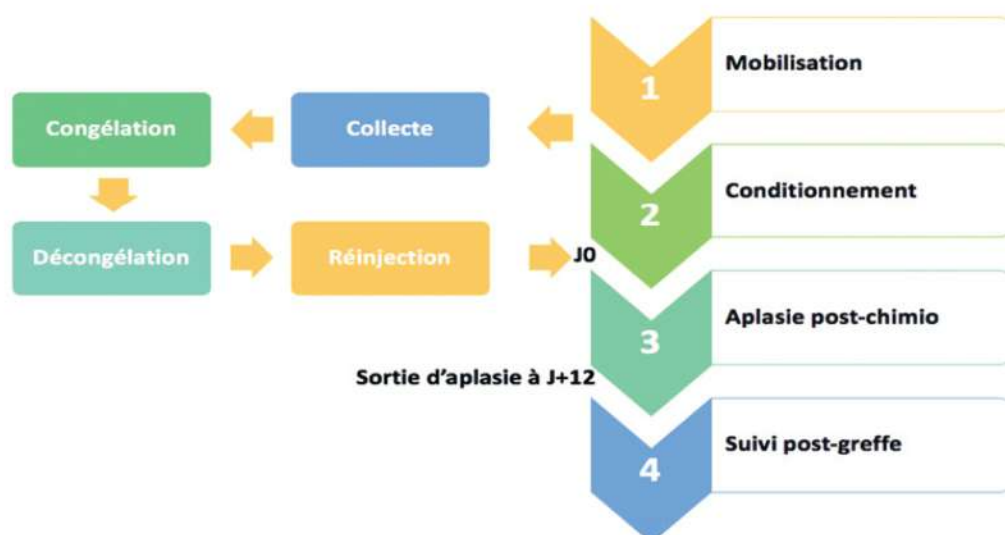 1
Mobilisation
Congélation
Collecte
2
Conditionnement
Décongélation
Réinjection
J0
3
Aplasie post-chimio
Sortie d'aplasie à J+12
4
Suivi post-greffe